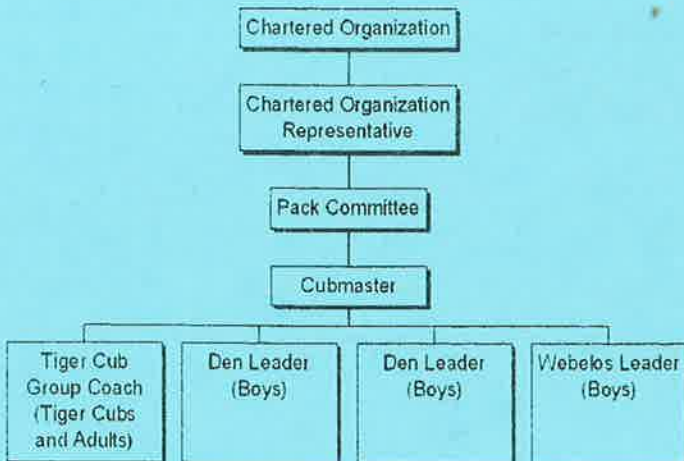 Chartered Organization
Chartered Organization
Representative
Pack Committee
Cubmaster
Tiger Cub
Group Coach
(Tiger Cubs
and Adults)
Den Leader
(Boys)
Den Leader
(Boys)
Webelos Leader
(Boys)